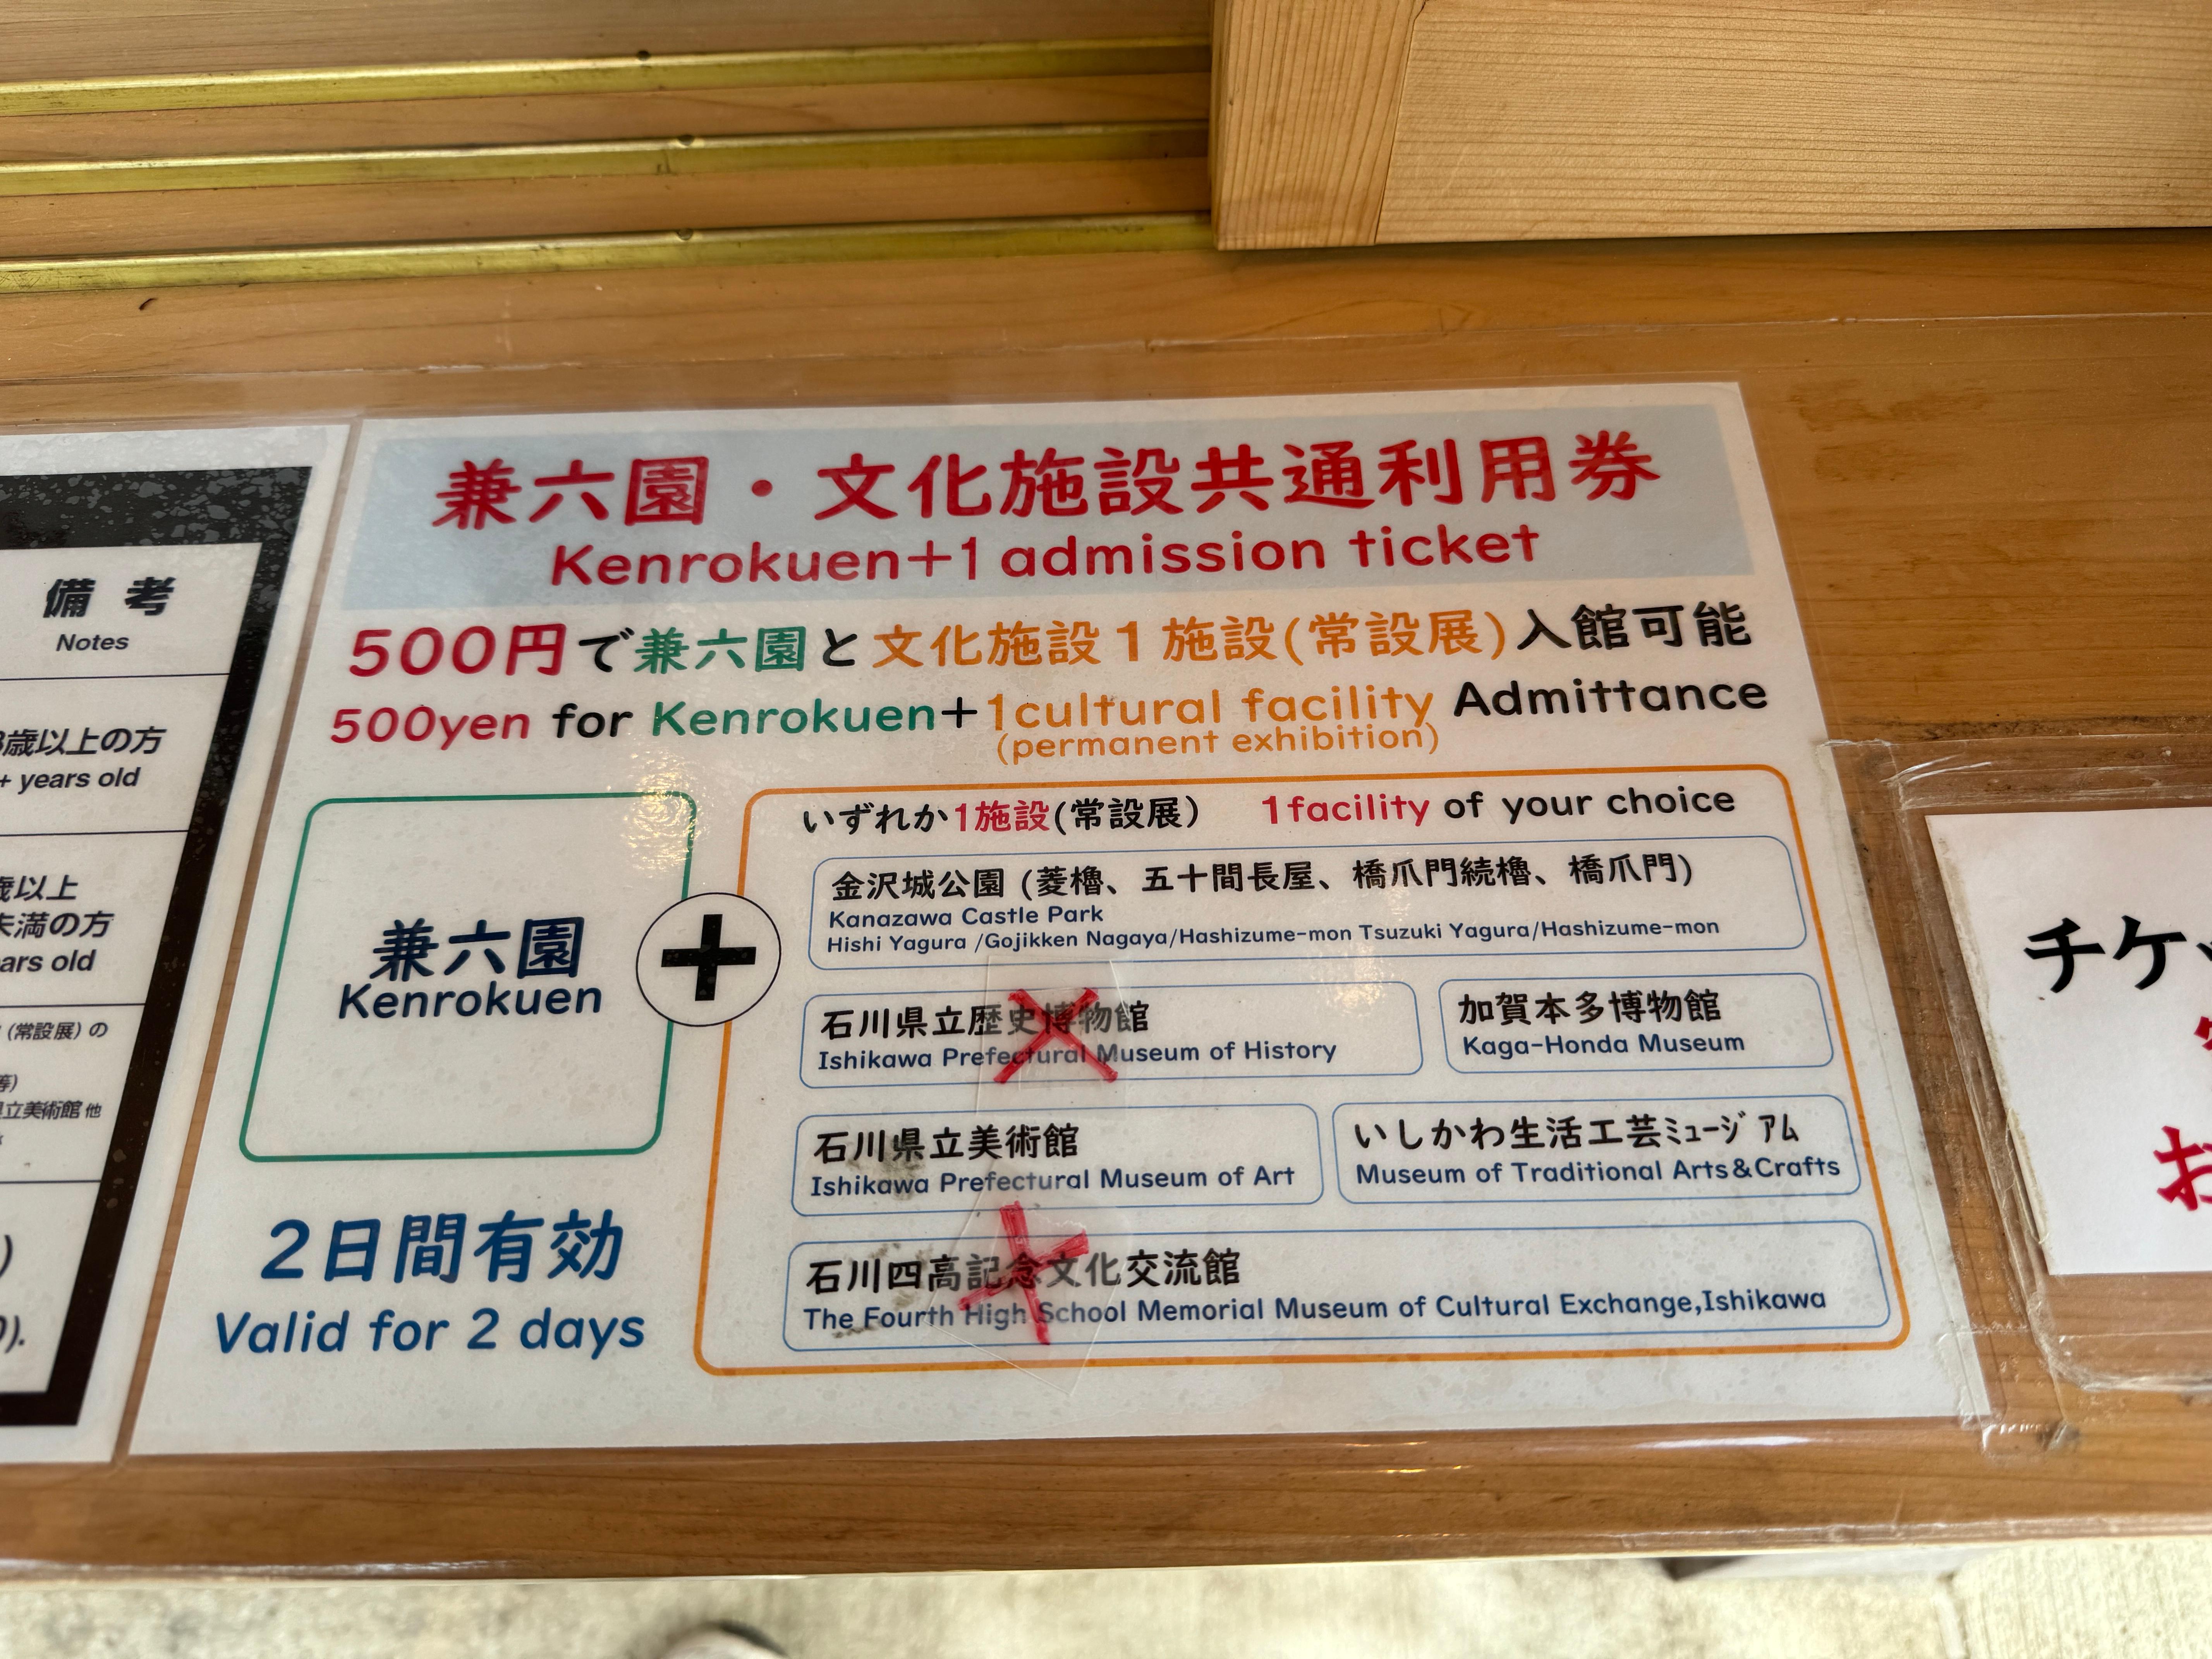 備考
Notes
歳以上の方
+ years old
歳以上
未満の方
ars old
(常設展)の
等)
立美術館 他
兼六園・文化施設共通利用券
Kenrokuen+1 admission ticket
500円で兼六園と文化施設1施設(常設展)入館可能
500yen for Kenrokuen+1cultural facility Admittance
(permanent exhibition)
兼六園
Kenrokuen
+
いずれか1施設(常設展) 1facility of your choice
金沢城公園 (菱櫓、五十間長屋、橋爪門続櫓、橋爪門)
Kanazawa Castle Park
Hishi Yagura /Gojikken Nagaya/Hashizume-mon Tsuzuki Yagura/Hashizume-mon
石川県立歴史博物館
Ishikawa Prefectural Museum of History
加賀本多博物館
Kaga-Honda Museum
石川県立美術館
Ishikawa Prefectural Museum of Art
いしかわ生活工芸ﾐｭｰｼﾞｱﾑ
Museum of Traditional Arts&Crafts
石川四高記念文化交流館
The Fourth High School Memorial Museum of Cultural Exchange,Ishikawa
2日間有効
Valid for 2 days
チケ
お